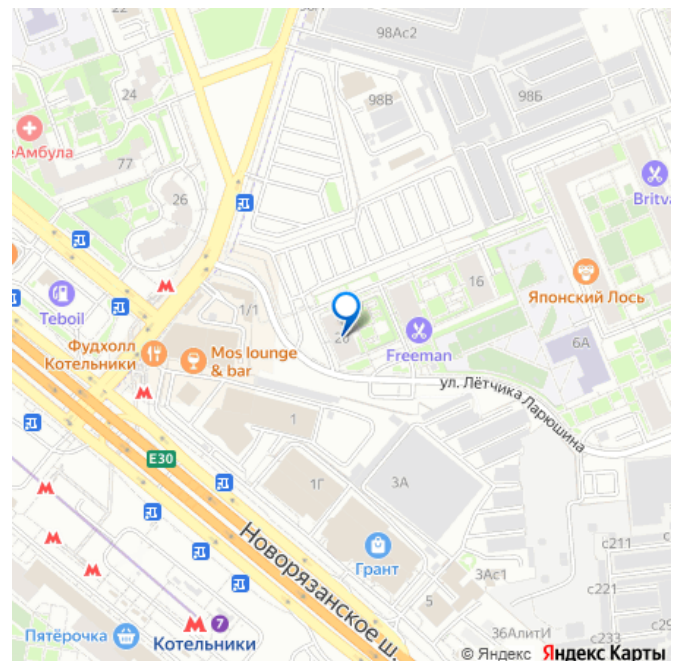 22
98А
98Ас2
24
98В
98Б
еАмбула
77
26
Britva
16
Японский Лось
Teboil
1/1
Фудхолл
Котельники
Mos lounge
& bar
Freeman
6А
ул. Лётчика Ларюшина
1
E30
1Г
3А
Новорязанское ш.
Грант
3Ас1
с211
с221
5
36АлитИ
с233
Пятёрочка
7
Котельники
© Яндекс Яндекс Карты